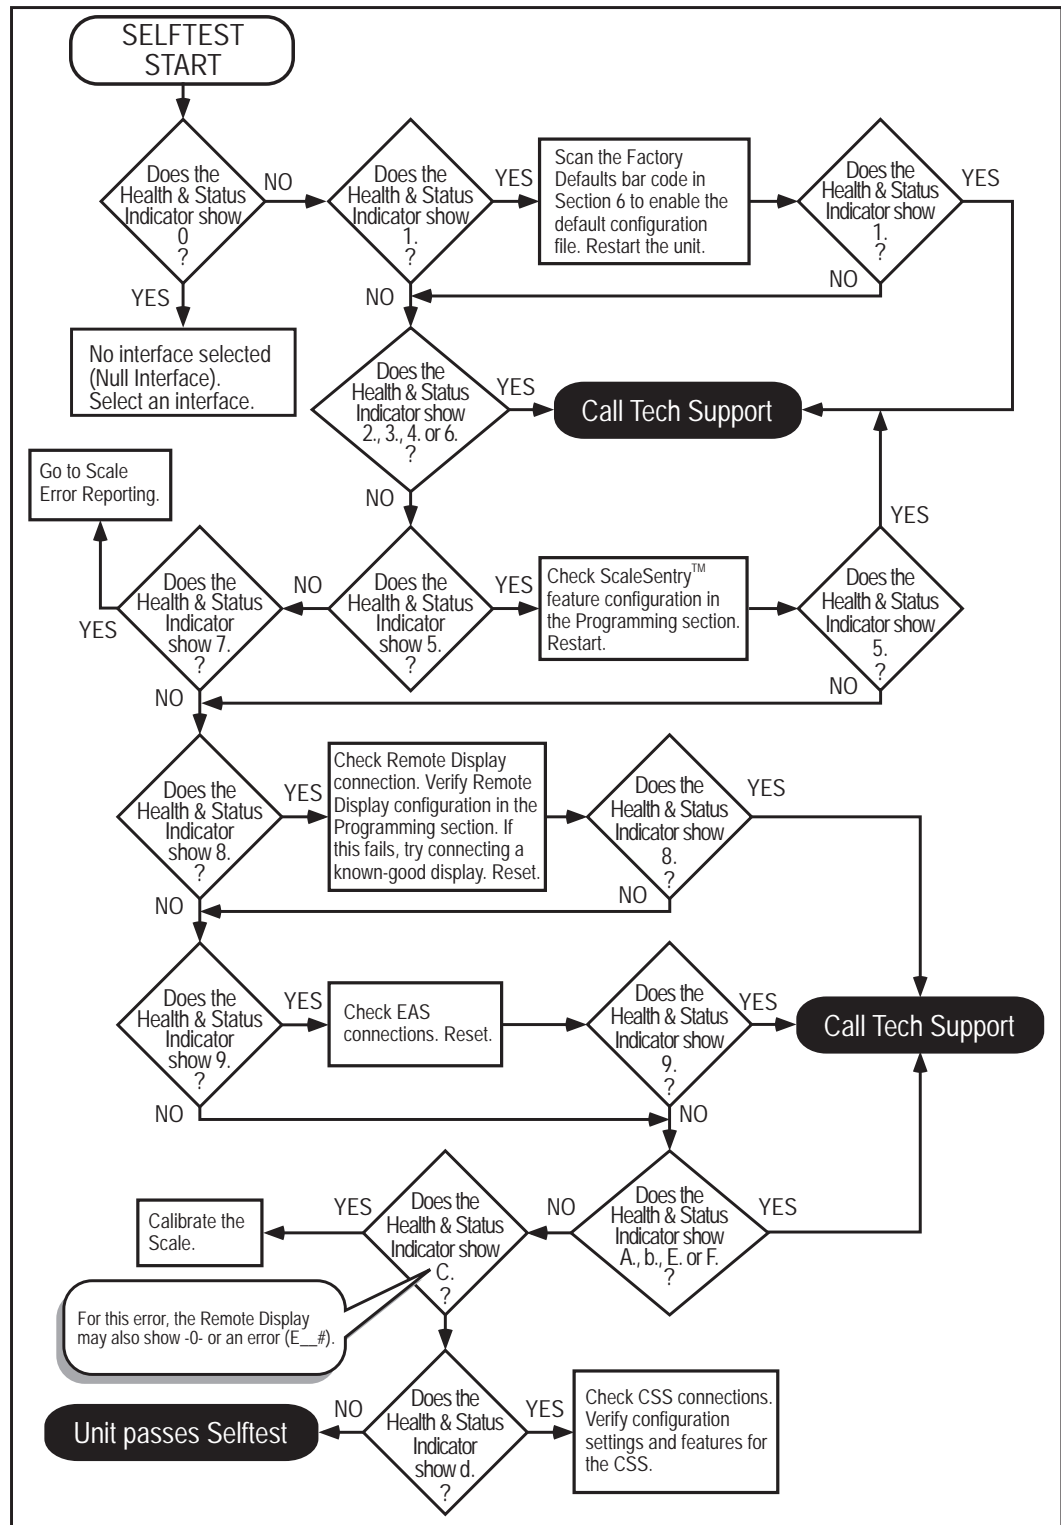 SELFTEST
START
Does the
Health & Status
Indicator show
0
?
NO
YES
No interface selected
(Null Interface).
Select an interface.
Does the
Health & Status
Indicator show
1.
?
YES
NO
Scan the Factory
Defaults bar code in
Section 6 to enable the
default configuration
file. Restart the unit.
Does the
Health & Status
Indicator show
1.
?
YES
NO
Does the
Health & Status
Indicator show
2., 3., 4. or 6.
?
YES
NO
Call Tech Support
Go to Scale
Error Reporting.
Does the
Health & Status
Indicator
show 7.
?
YES
NO
NO
Does the
Health & Status
Indicator
show 5.
?
YES
Check ScaleSentry™
feature configuration in
the Programming section.
Restart.
Does the
Health & Status
Indicator show
5.
?
YES
NO
Does the
Health & Status
Indicator
show 8.
?
YES
NO
Check Remote Display
connection. Verify Remote
Display configuration in the
Programming section. If
this fails, try connecting a
known-good display. Reset.
Does the
Health & Status
Indicator show
8.
?
YES
NO
Does the
Health & Status
Indicator
show 9.
?
YES
NO
Check EAS
connections. Reset.
Does the
Health & Status
Indicator show
9.
?
YES
NO
Call Tech Support
Does the
Health & Status
Indicator show
A., b., E. or F.
?
YES
NO
Does the
Health & Status
Indicator show
C.
?
YES
Calibrate the
Scale.
For this error, the Remote Display
may also show -0- or an error (E__#).
Does the
Health & Status
Indicator
show d.
?
NO
YES
Unit passes Selftest
Check CSS connections.
Verify configuration
settings and features for
the CSS.